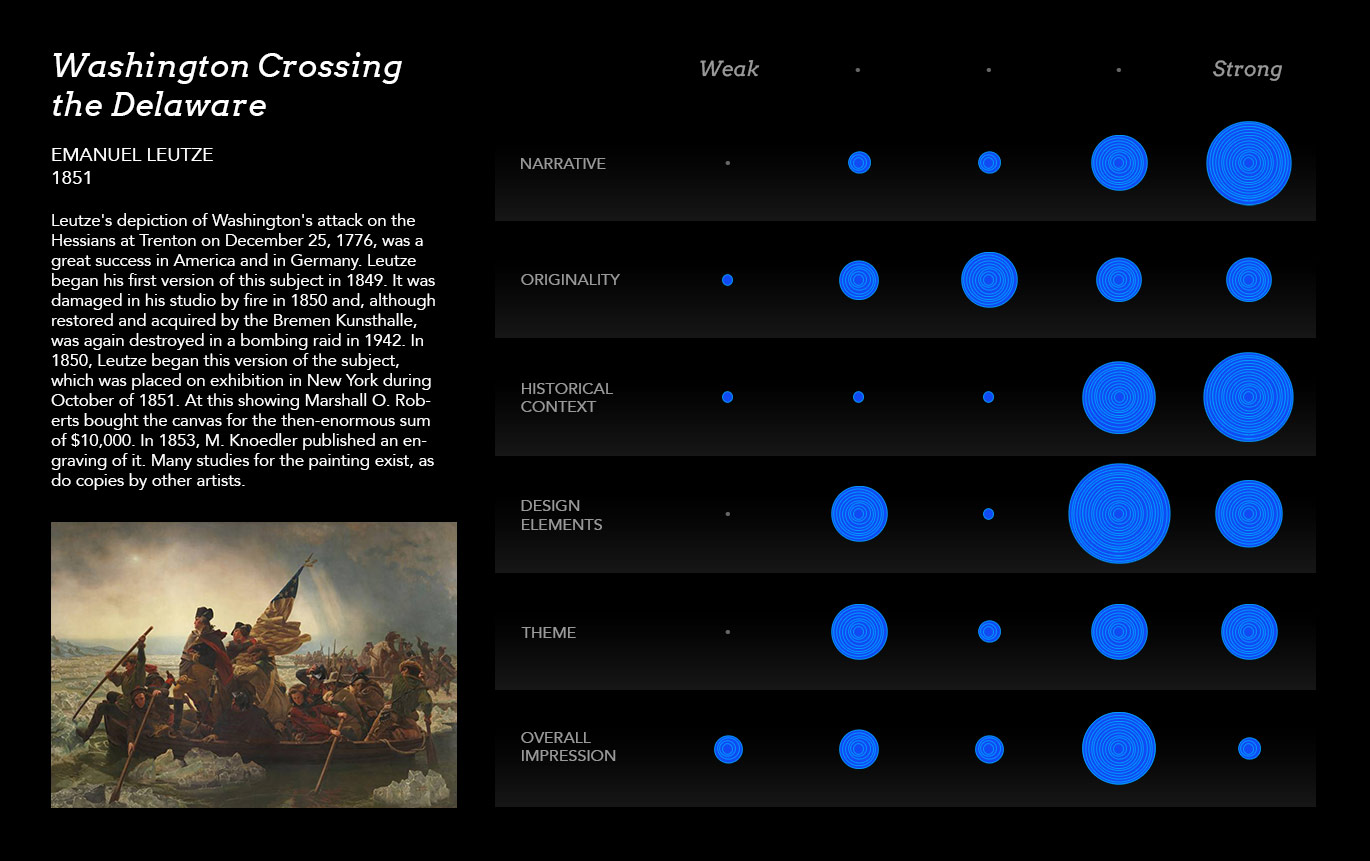 Washington Crossing
the Delaware
EMANUEL LEUTZE
1851
Leutze's depiction of Washington's attack on the
Hessians at Trenton on December 25, 1776, was a
great success in America and in Germany. Leutze
began his first version of this subject in 1849. It was
damaged in his studio by fire in 1850 and, although
restored and acquired by the Bremen Kunsthalle,
was again destroyed in a bombing raid in 1942. In
1850, Leutze began this version of the subject,
which was placed on exhibition in New York during
October of 1851. At this showing Marshall O. Rob-
erts bought the canvas for the then-enormous sum
of $10,000. In 1853, M. Knoedler published an en-
graving of it. Many studies for the painting exist, as
do copies by other artists.
Weak
Strong
NARRATIVE
ORIGINALITY
HISTORICAL
CONTEXT
DESIGN
ELEMENTS
THEME
OVERALL
IMPRESSION